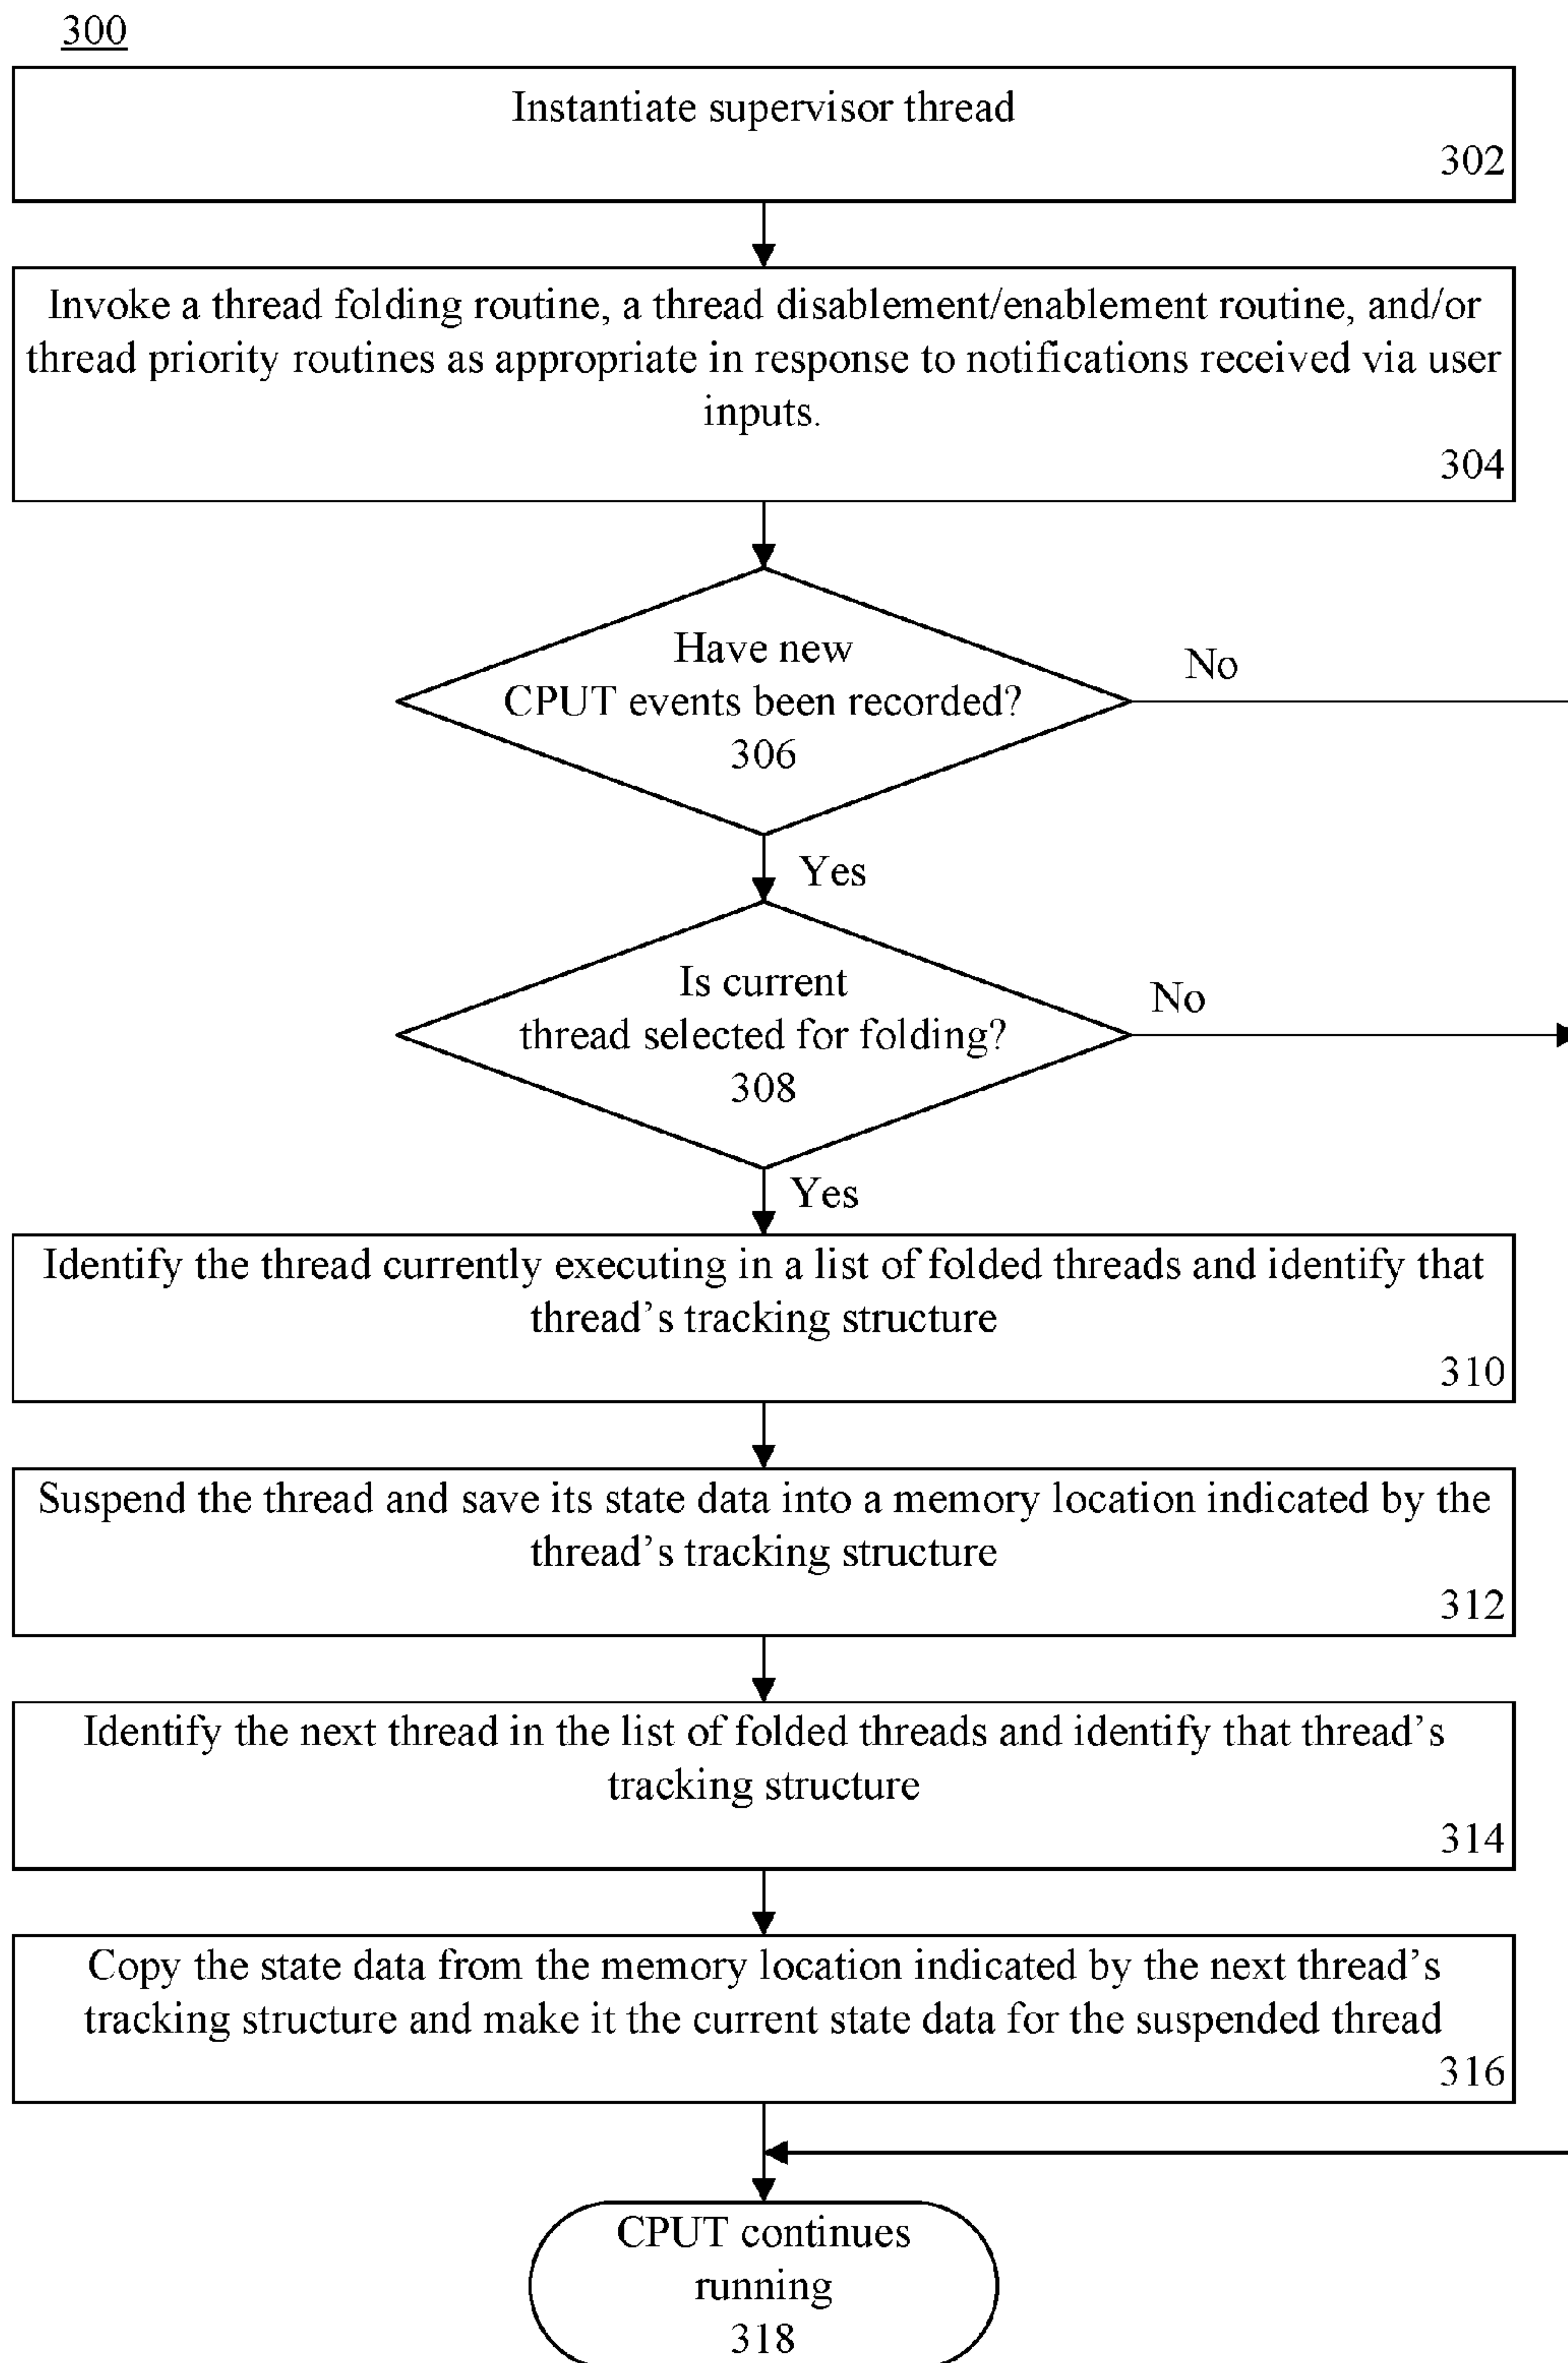 300
Instantiate supervisor thread
302
Invoke a thread folding routine, a thread disablement/enablement routine, and/or
thread priority routines as appropriate in response to notifications received via user
inputs.
304
Have new
CPUT events been recorded?
306
No
Yes
Is current
thread selected for folding?
308
No
Yes
Identify the thread currently executing in a list of folded threads and identify that
thread's tracking structure
310
Suspend the thread and save its state data into a memory location indicated by the
thread's tracking structure
312
Identify the next thread in the list of folded threads and identify that thread's
tracking structure
314
Copy the state data from the memory location indicated by the next thread's
tracking structure and make it the current state data for the suspended thread
316
CPUT continues
running
318